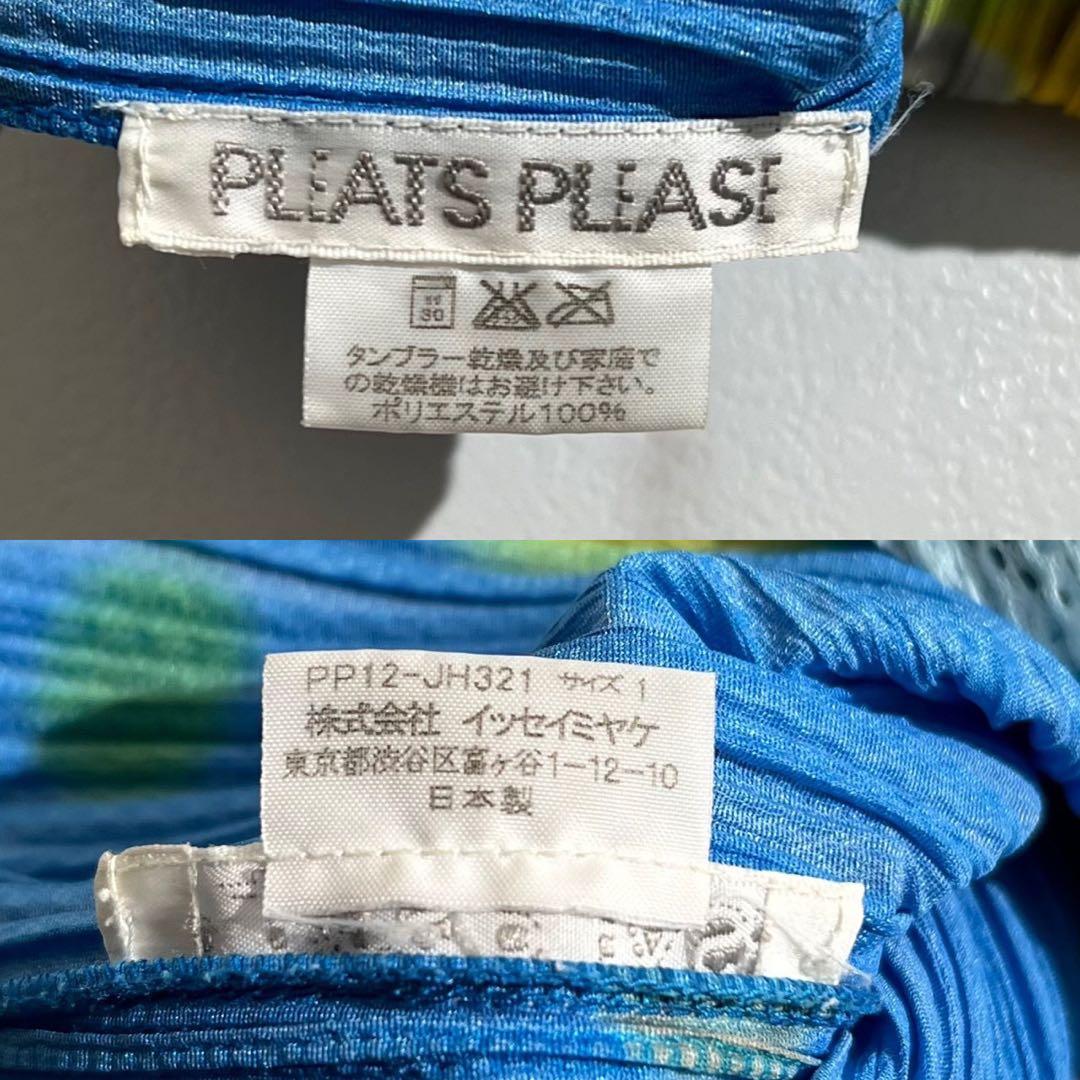 PLEATS PLEASE
30
タンブラー乾燥及び家庭で
の乾燥機はお避け下さい。
ポリエステル100%
PP12-JH321 サイズ 1
株式会社 イッセイミヤケ
東京都渋谷区富ヶ谷1-12-10
日本製